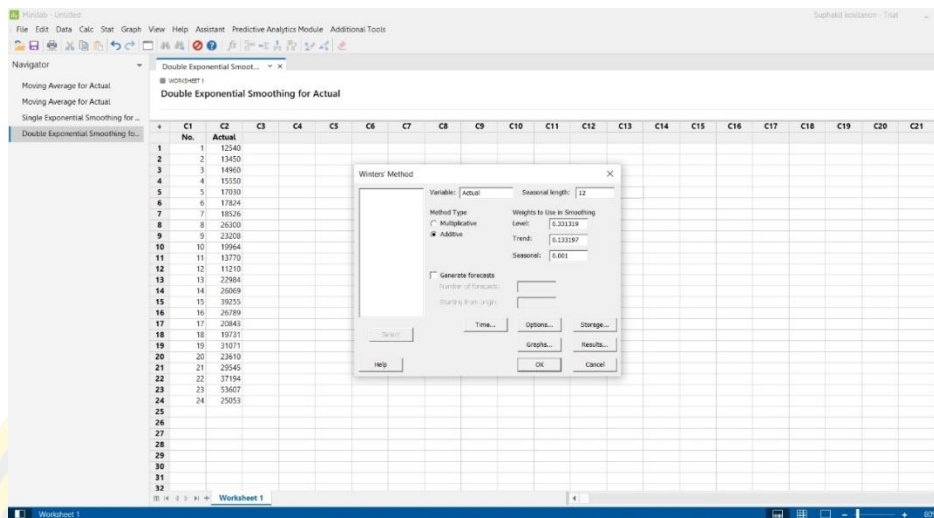 Minitab - Untitled
Suphakit kositanon - Trial
File Edit Data Calc Stat Graph View Help Assistant Predictive Analytics Module Additional Tools
Navigator
Moving Average for Actual
Moving Average for Actual
Single Exponential Smoothing for ...
Double Exponential Smoothing fo...
Double Exponential Smoot...
WORKSHEET 1
Double Exponential Smoothing for Actual
C1 C2 C3 C4 C5 C6 C7 C8 C9 C10 C11 C12 C13 C14 C15 C16 C17 C18 C19 C20 C21
No. Actual
1 1 12540
2 2 13450
3 3 14960
4 4 15550
5 5 17030
6 6 17824
7 7 18526
8 8 26300
9 9 23208
10 10 19964
11 11 13770
12 12 11210
13 13 22984
14 14 26069
15 15 39255
16 16 26789
17 17 20843
18 18 19731
19 19 31071
20 20 23610
21 21 29545
22 22 37194
23 23 53607
24 24 25053
25
26
27
28
29
30
31
32
Winters' Method
Variable: Actual Seasonal length: 12
Method Type Weights to Use in Smoothing
Multiplicative Level: 0.331319
Additive Trend: 0.133197
Seasonal: 0.001
Generate forecasts
Number of forecasts:
Starting from origin:
Time... Options... Storage...
Select
Graphs... Results...
Help OK Cancel
Worksheet 1
Worksheet 1
80%